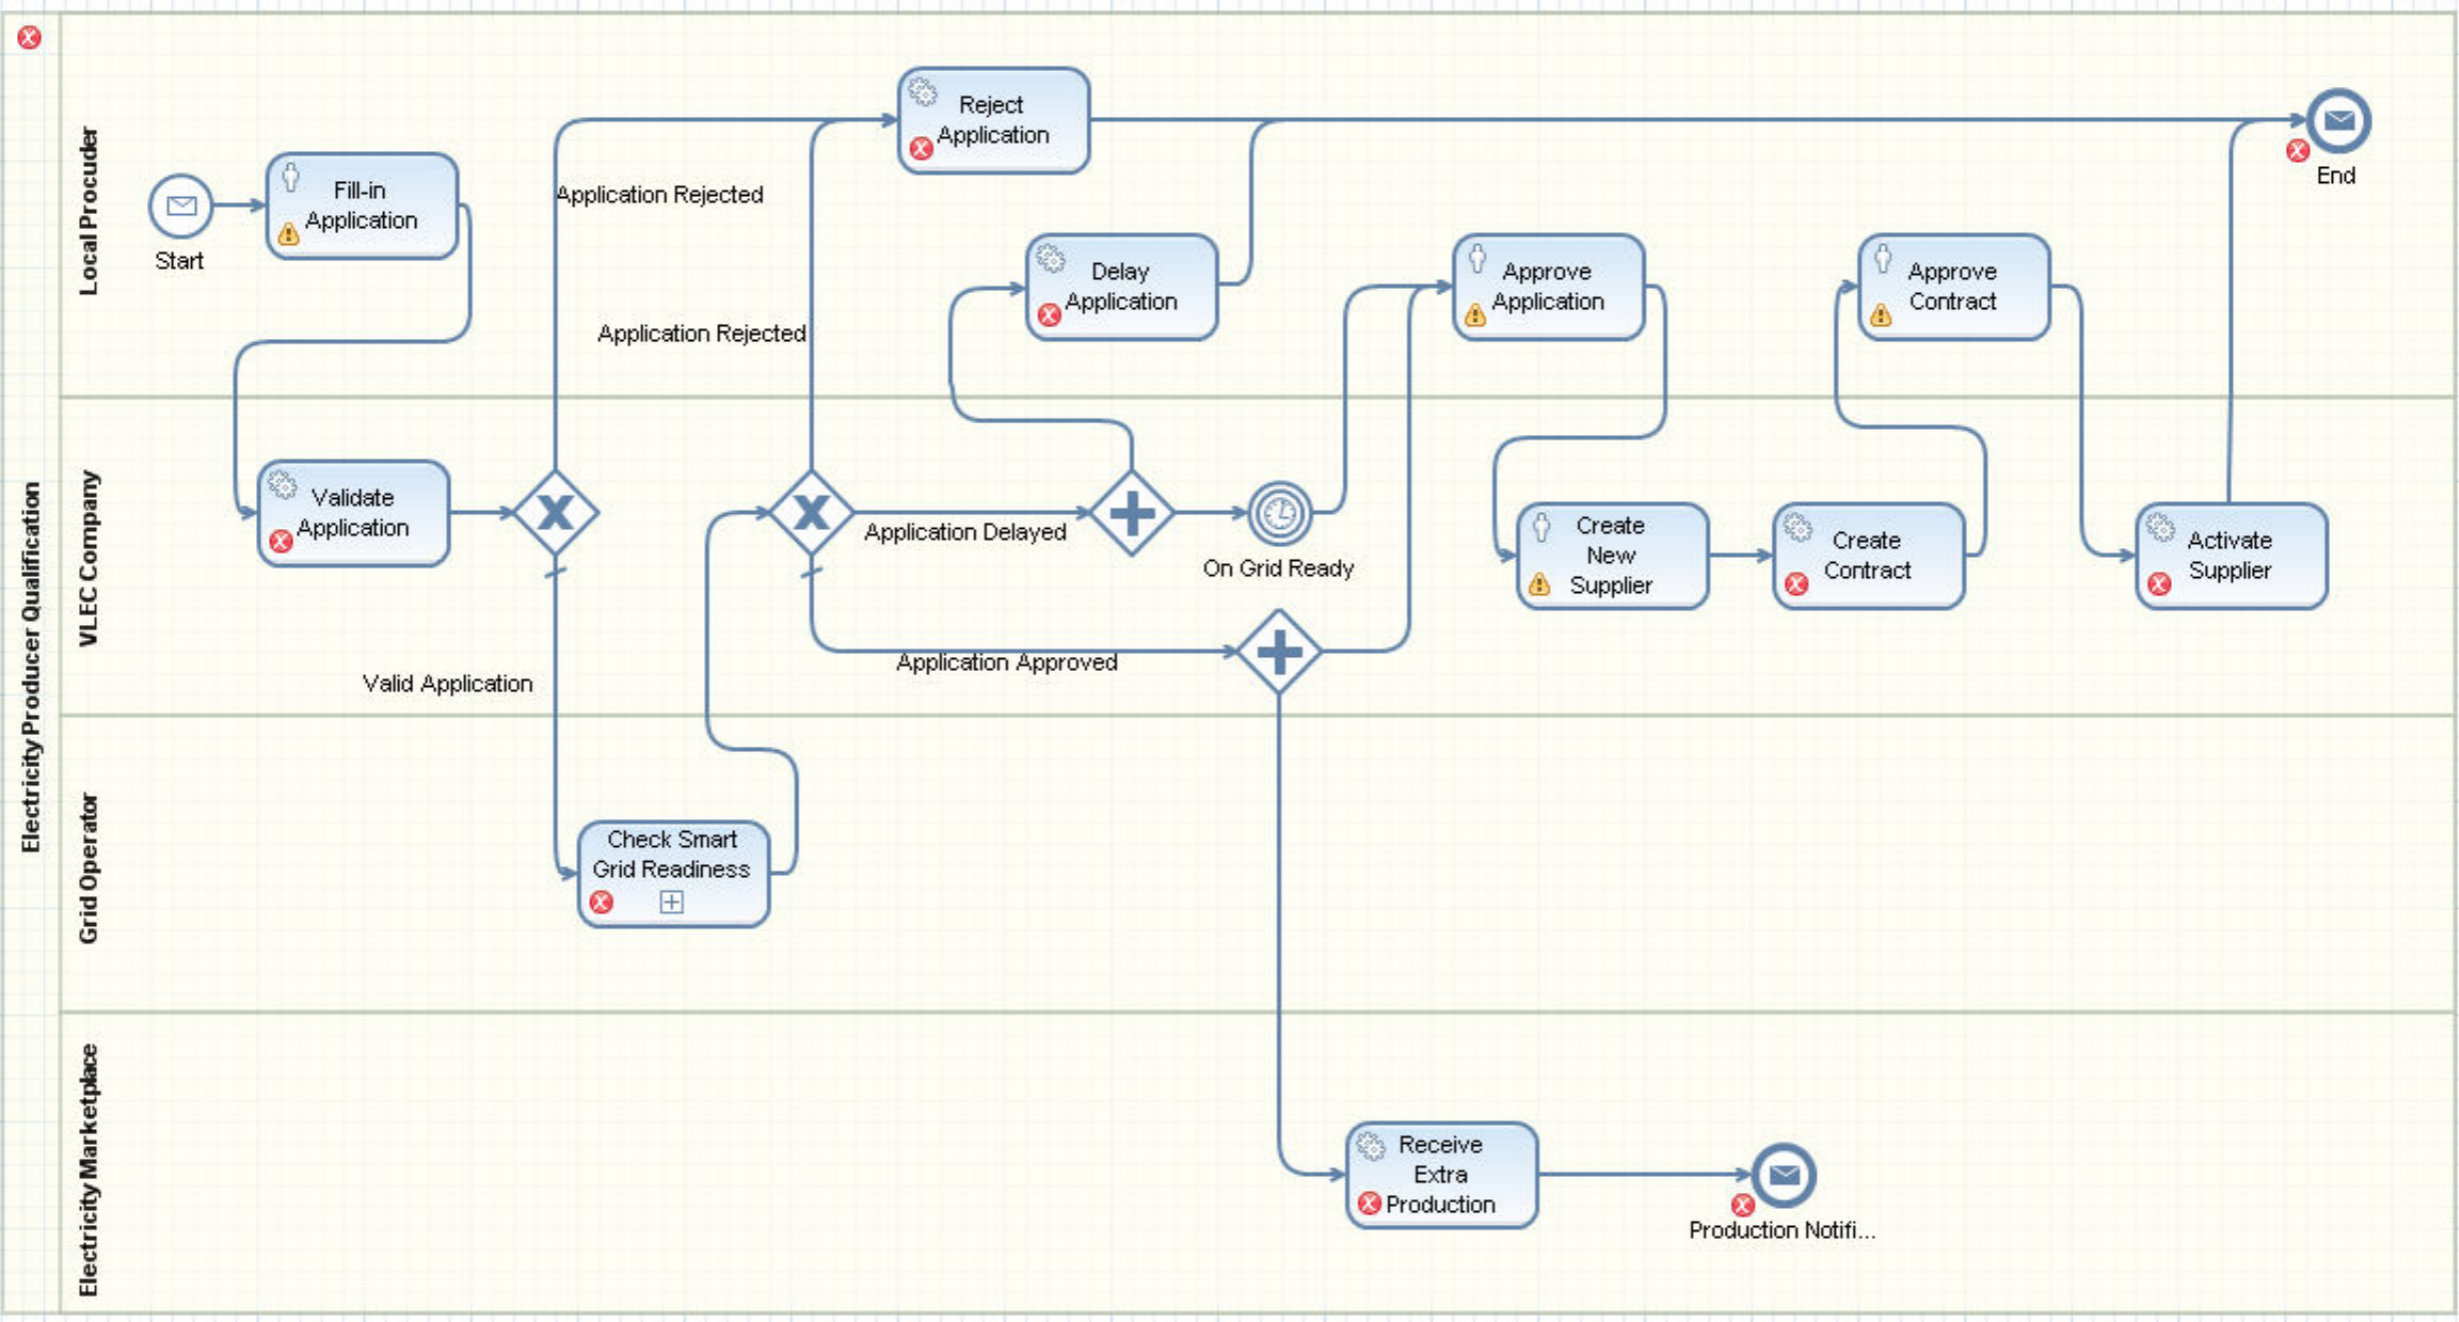 Electricity Producer Qualification
Local Procuder
Start
Fill-in
Application
Application Rejected
Reject
Application
Application Rejected
Delay
Application
Approve
Application
Approve
Contract
End
VLEC Company
Validate
Application
Valid Application
Application Delayed
Application Approved
On Grid Ready
Create
New
Supplier
Create
Contract
Activate
Supplier
Grid Operator
Check Smart
Grid Readiness
Electricity Marketplace
Receive
Extra
Production
Production Notifi...